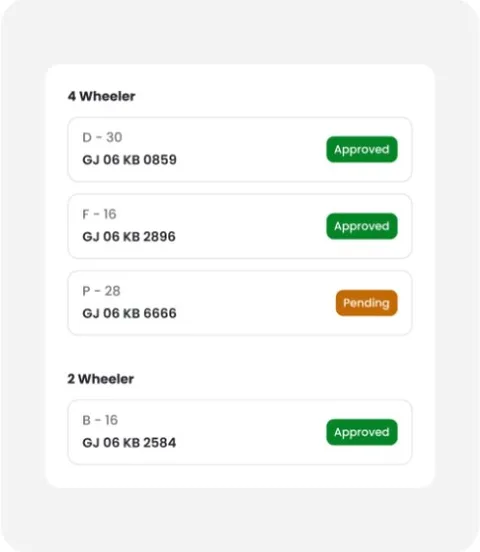 4 Wheeler
D - 30
GJ 06 KB 0859
Approved
F - 16
GJ 06 KB 2896
Approved
P - 28
GJ 06 KB 6666
Pending
2 Wheeler
B - 16
GJ 06 KB 2584
Approved